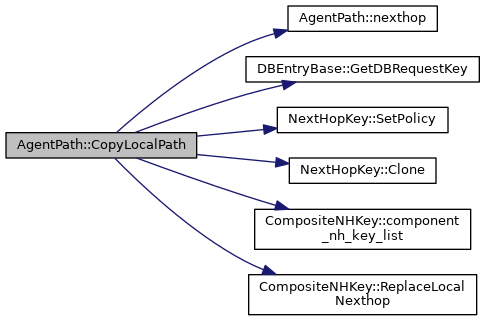 AgentPath::nexthop
DBEntryBase::GetDBRequestKey
NextHopKey::SetPolicy
AgentPath::CopyLocalPath
NextHopKey::Clone
CompositeNHKey::component
_nh_key_list
CompositeNHKey::ReplaceLocal
Nexthop